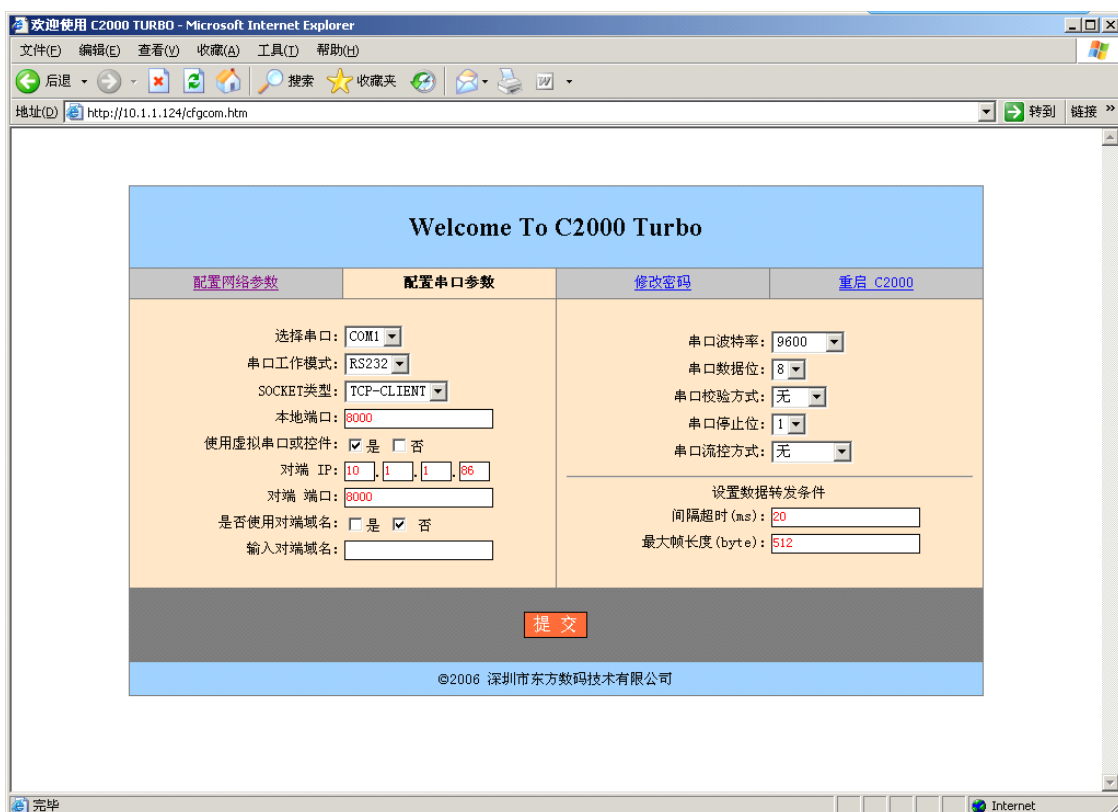 欢迎使用 C2000 TURBO - Microsoft Internet Explorer
文件(F) 编辑(E) 查看(V) 收藏(A) 工具(T) 帮助(H)
后退 搜索 收藏夹
地址(D) http://10.1.1.124/cfgcom.htm 转到 链接 »
Welcome To C2000 Turbo
配置网络参数 配置串口参数 修改密码 重启 C2000
选择串口: COM1
串口工作模式: RS232
SOCKET类型: TCP-CLIENT
本地端口: 8000
使用虚拟串口或控件: 是 否
对端 IP: 10 . 1 . 1 . 86
对端 端口: 8000
是否使用对端域名: 是 否
输入对端域名:
串口波特率: 9600
串口数据位: 8
串口校验方式: 无
串口停止位: 1
串口流控方式: 无
设置数据转发条件
间隔超时(ms): 20
最大帧长度(byte): 512
提 交
©2006 深圳市东方数码技术有限公司
完毕 Internet